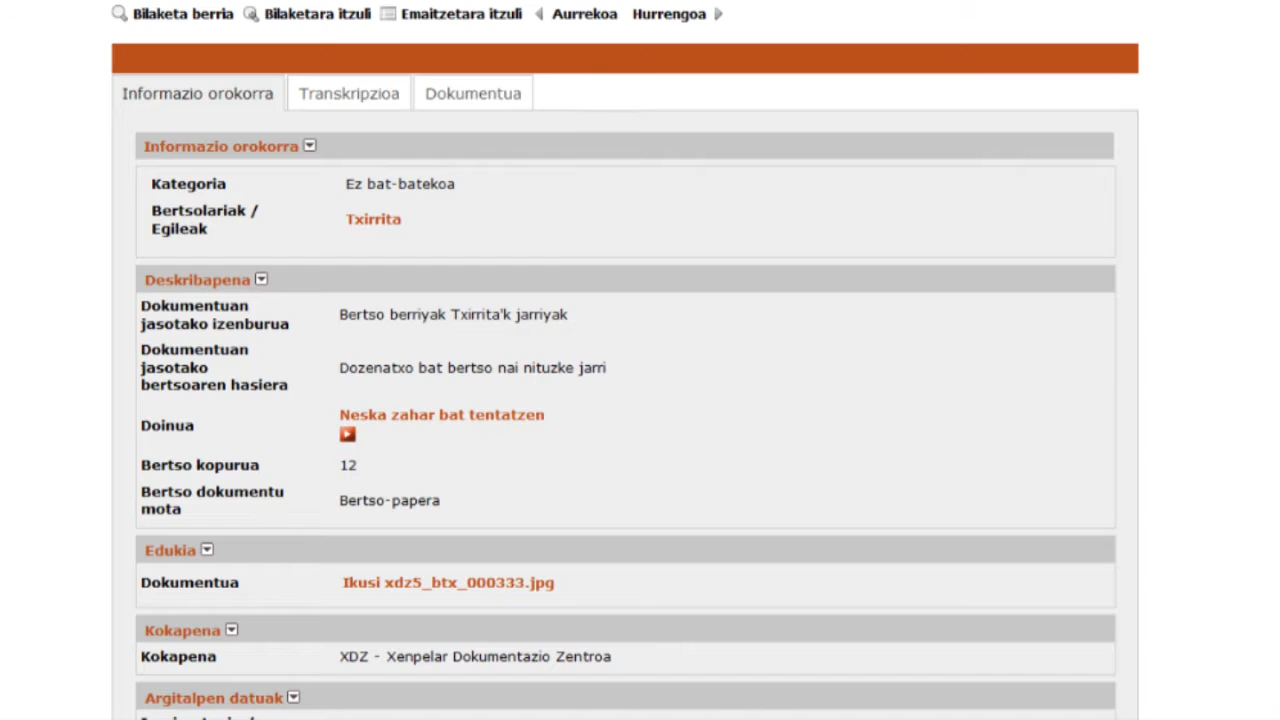 Bilaketa berria Bilaketara itzuli Emaitzetara itzuli Aurrekoa Hurrengoa
Informazio orokorra Transkripzioa Dokumentua
Informazio orokorra
Kategoria Ez bat-batekoa
Bertsolariak /
Egileak
Txirrita
Deskribapena
Dokumentuan
jasotako izenburua
Bertso berriyak Txirrita'k jarriyak
Dokumentuan
jasotako
bertsoaren hasiera
Dozenatxo bat bertso nai nituzke jarri
Doinua
Neska zahar bat tentatzen
Bertso kopurua 12
Bertso dokumentu
mota
Bertso-papera
Edukia
Dokumentua Ikusi xdz5_btx_000333.jpg
Kokapena
Kokapena XDZ - Xenpelar Dokumentazio Zentroa
Argitalpen datuak